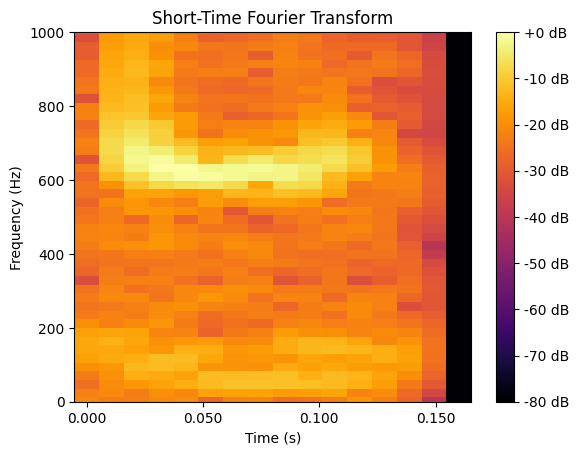 Short-Time Fourier Transform
1000
800
600
400
200
0
Frequency (Hz)
0.000
0.050
0.100
0.150
Time (s)
+0 dB
-10 dB
-20 dB
-30 dB
-40 dB
-50 dB
-60 dB
-70 dB
-80 dB